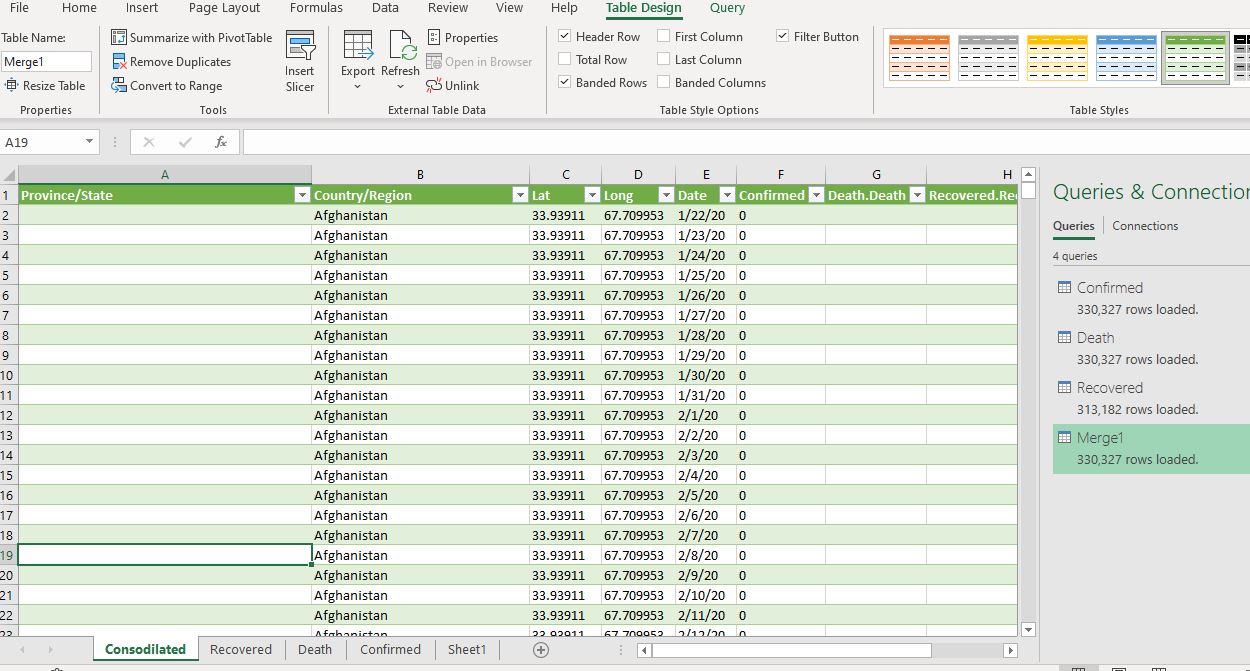 File Home Insert Page Layout Formulas Data Review View Help Table Design Query
Table Name:
Merge1
Resize Table
Properties
Summarize with PivotTable
Remove Duplicates
Convert to Range
Insert
Slicer
Tools
Export Refresh
Properties
Open in Browser
Unlink
External Table Data
Header Row First Column Filter Button
Total Row Last Column
Banded Rows Banded Columns
Table Style Options
Table Styles
A19 fx
A B C D E F G H
1 Province/State Country/Region Lat Long Date Confirmed Death.Death Recovered.Re
2 Afghanistan 33.93911 67.709953 1/22/20 0
3 Afghanistan 33.93911 67.709953 1/23/20 0
4 Afghanistan 33.93911 67.709953 1/24/20 0
5 Afghanistan 33.93911 67.709953 1/25/20 0
6 Afghanistan 33.93911 67.709953 1/26/20 0
7 Afghanistan 33.93911 67.709953 1/27/20 0
8 Afghanistan 33.93911 67.709953 1/28/20 0
9 Afghanistan 33.93911 67.709953 1/29/20 0
10 Afghanistan 33.93911 67.709953 1/30/20 0
11 Afghanistan 33.93911 67.709953 1/31/20 0
12 Afghanistan 33.93911 67.709953 2/1/20 0
13 Afghanistan 33.93911 67.709953 2/2/20 0
14 Afghanistan 33.93911 67.709953 2/3/20 0
15 Afghanistan 33.93911 67.709953 2/4/20 0
16 Afghanistan 33.93911 67.709953 2/5/20 0
17 Afghanistan 33.93911 67.709953 2/6/20 0
18 Afghanistan 33.93911 67.709953 2/7/20 0
19 Afghanistan 33.93911 67.709953 2/8/20 0
20 Afghanistan 33.93911 67.709953 2/9/20 0
21 Afghanistan 33.93911 67.709953 2/10/20 0
22 Afghanistan 33.93911 67.709953 2/11/20 0
23 Afghanistan 33.93911 67.709953 2/12/20 0
Queries & Connection
Queries Connections
4 queries
Confirmed
330,327 rows loaded.
Death
330,327 rows loaded.
Recovered
313,182 rows loaded.
Merge1
330,327 rows loaded.
Consodilated Recovered Death Confirmed Sheet1